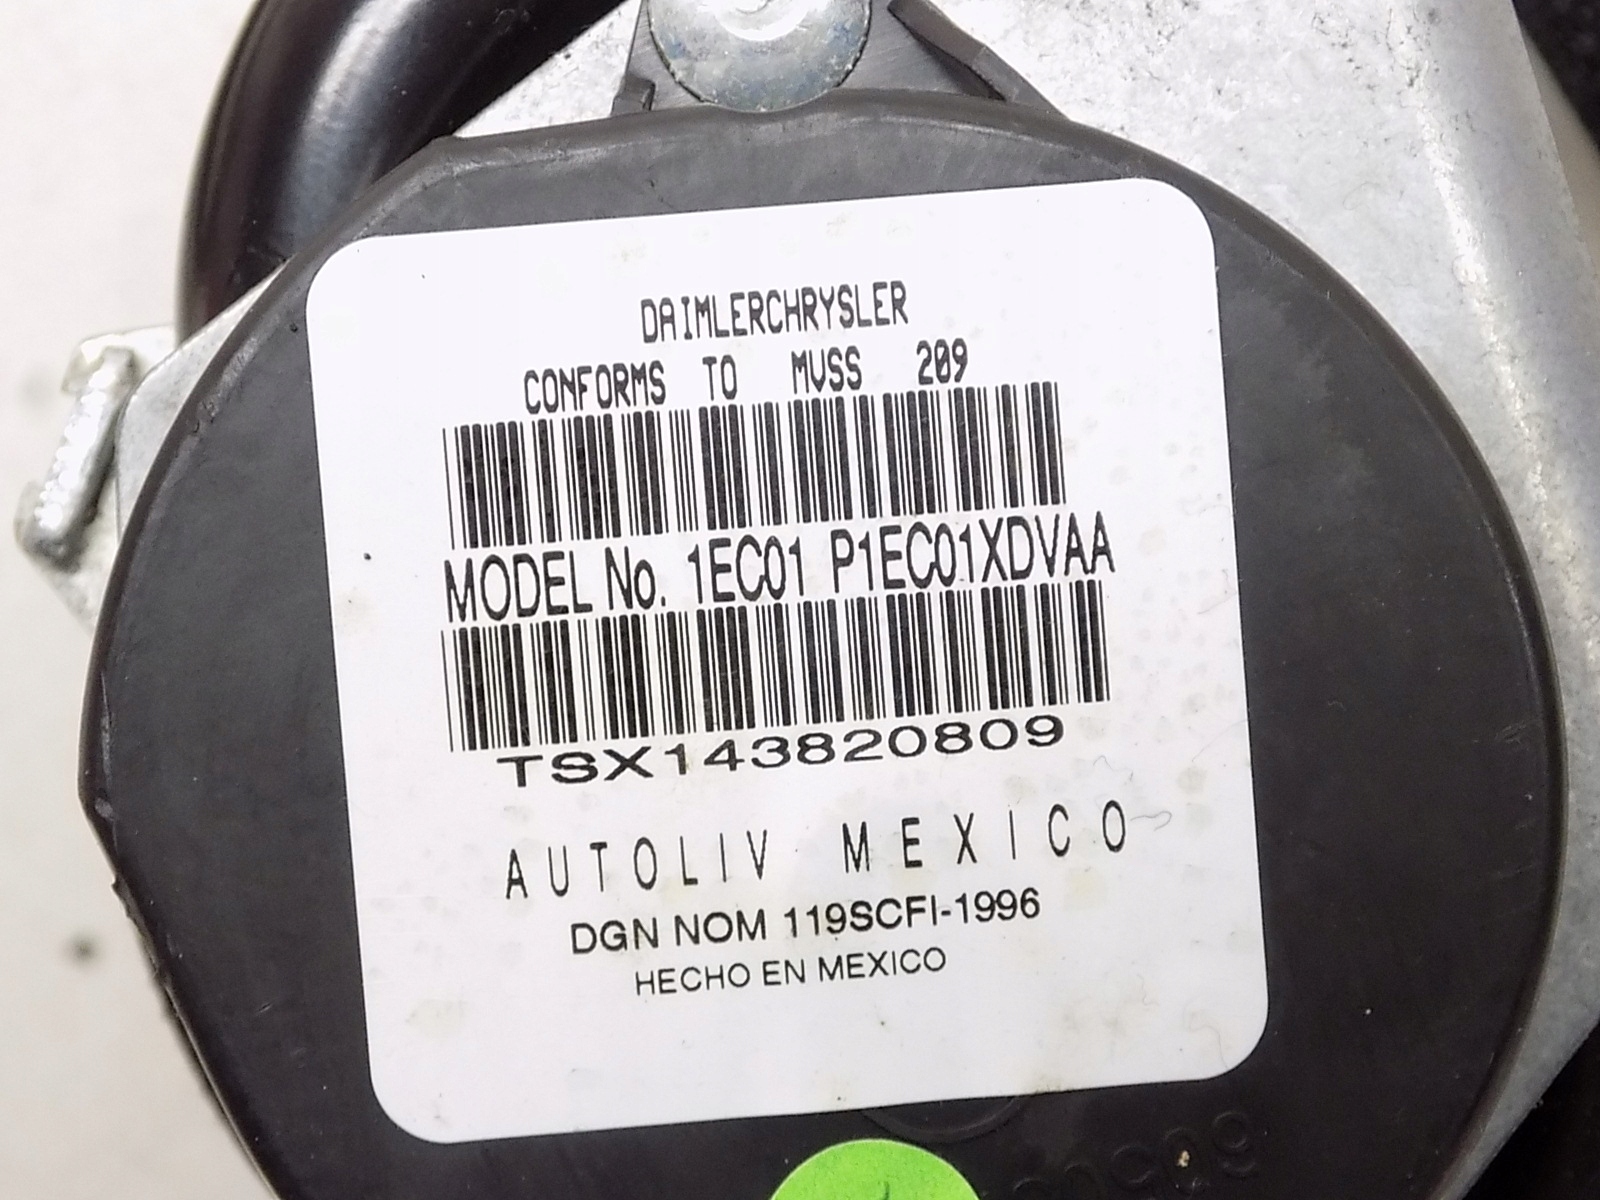 DAIMLERCHRYSLER
CONFORMS TO MVSS 209
MODEL No. 1EC01 P1EC01XDVAA
TSX143820809
AUTOLIV MEXICO
DGN NOM 119SCFI-1996
HECHO EN MEXICO